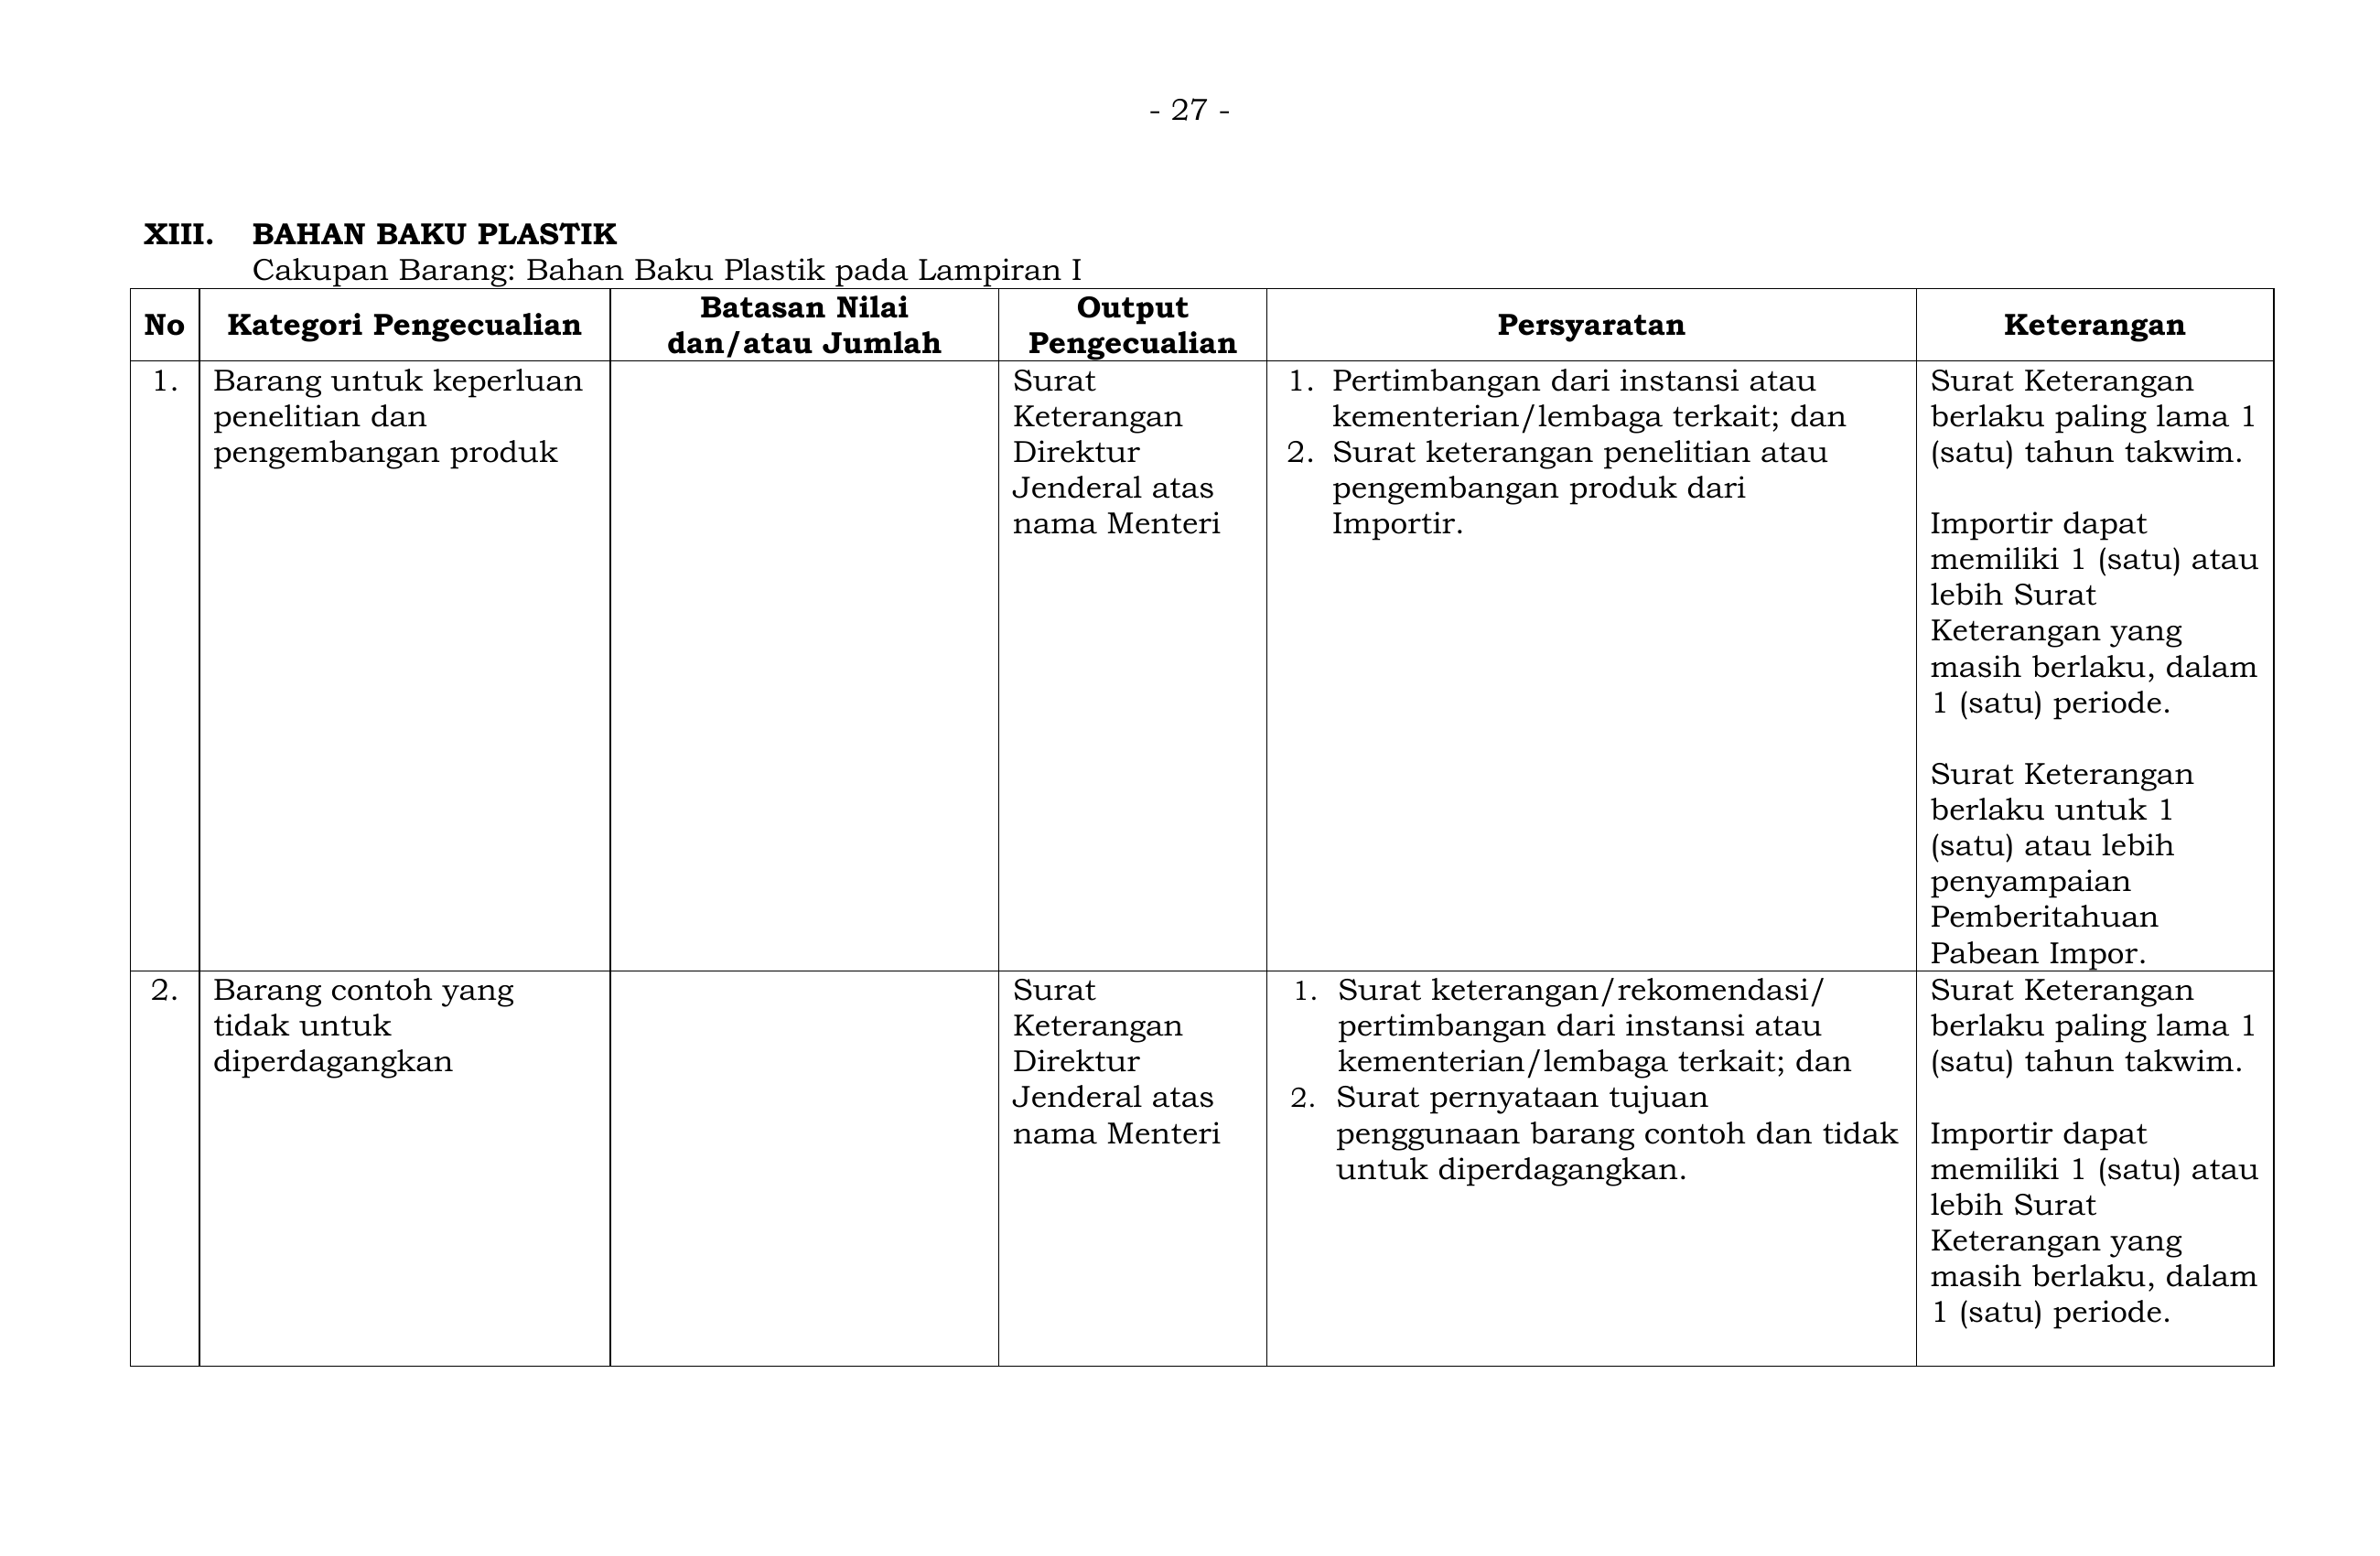 - 27 -
XIII. BAHAN BAKU PLASTIK
Cakupan Barang: Bahan Baku Plastik pada Lampiran I
No
Kategori Pengecualian
Batasan Nilai
dan/atau Jumlah
Output
Pengecualian
Persyaratan
Keterangan
1.
Barang untuk keperluan
penelitian dan
pengembangan produk
Surat
Keterangan
Direktur
Jenderal atas
nama Menteri
1. Pertimbangan dari instansi atau
kementerian/lembaga terkait; dan
2. Surat keterangan penelitian atau
pengembangan produk dari
Importir.
Surat Keterangan
berlaku paling lama 1
(satu) tahun takwim.
Importir dapat
memiliki 1 (satu) atau
lebih Surat
Keterangan yang
masih berlaku, dalam
1 (satu) periode.
Surat Keterangan
berlaku untuk 1
(satu) atau lebih
penyampaian
Pemberitahuan
Pabean Impor.
2.
Barang contoh yang
tidak untuk
diperdagangkan
Surat
Keterangan
Direktur
Jenderal atas
nama Menteri
1. Surat keterangan/rekomendasi/
pertimbangan dari instansi atau
kementerian/lembaga terkait; dan
2. Surat pernyataan tujuan
penggunaan barang contoh dan tidak
untuk diperdagangkan.
Surat Keterangan
berlaku paling lama 1
(satu) tahun takwim.
Importir dapat
memiliki 1 (satu) atau
lebih Surat
Keterangan yang
masih berlaku, dalam
1 (satu) periode.